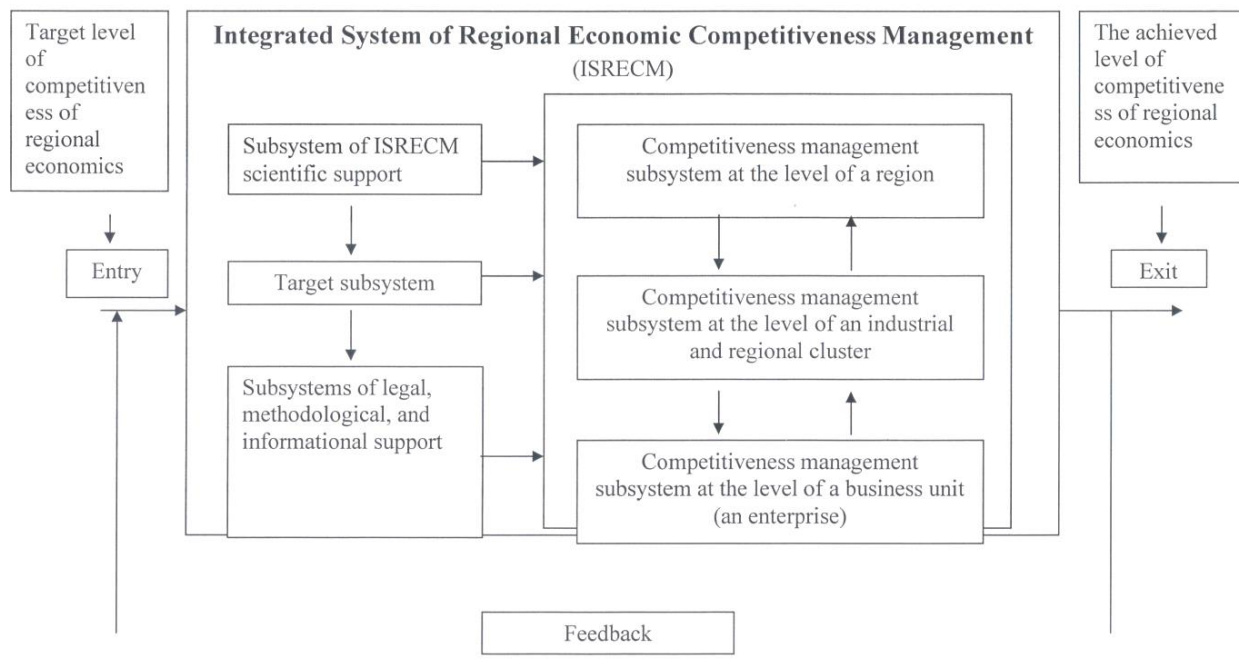 Target level
of
competitiven
ess of
regional
economics
Entry
Integrated System of Regional Economic Competitiveness Management
(ISRECM)
Subsystem of ISRECM
scientific support
Target subsystem
Subsystems of legal,
methodological, and
informational support
Competitiveness management
subsystem at the level of a region
Competitiveness management
subsystem at the level of an industrial
and regional cluster
Competitiveness management
subsystem at the level of a business unit
(an enterprise)
The achieved
level of
competitivene
ss of regional
economics
Exit
Feedback